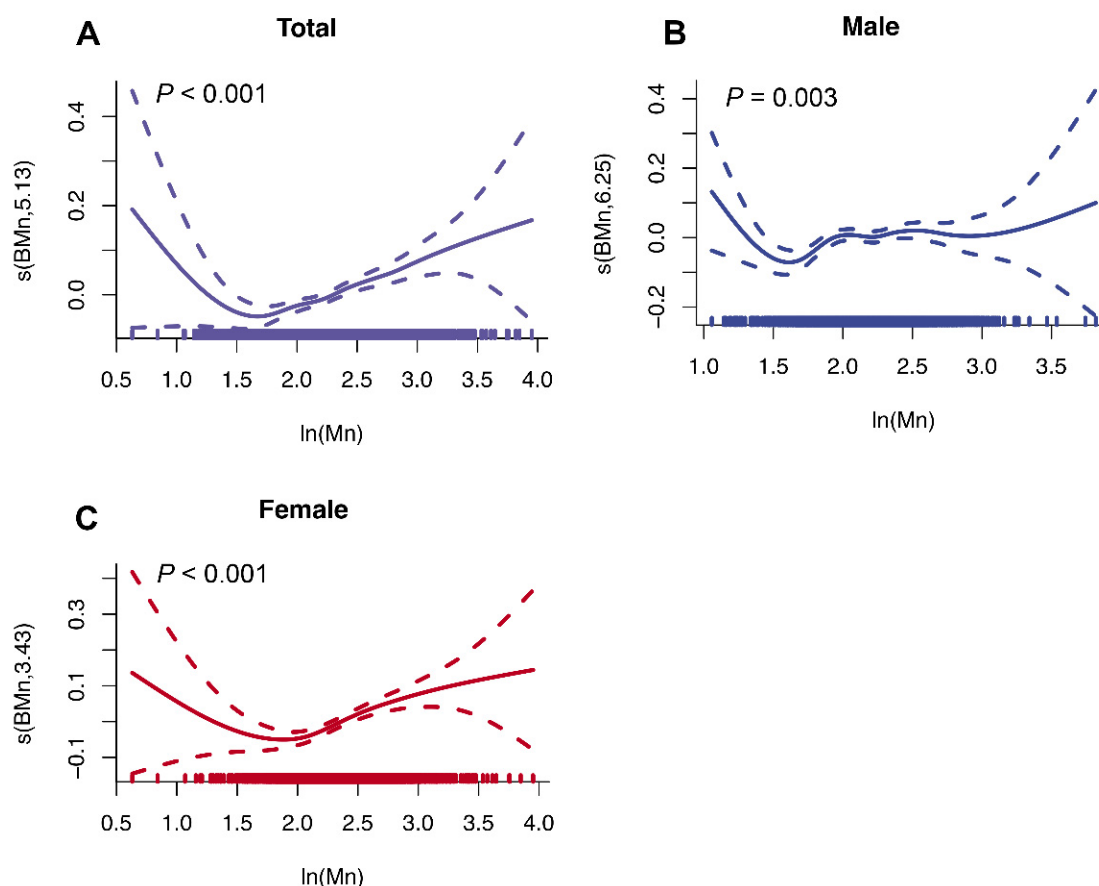 A
Total
P < 0.001
s(BMn,5.13)
0.0
0.2
0.4
0.5 1.0 1.5 2.0 2.5 3.0 3.5 4.0
ln(Mn)
B
Male
P = 0.003
s(BMn,6.25)
−0.2
0.0
0.2
0.4
1.0 1.5 2.0 2.5 3.0 3.5
ln(Mn)
C
Female
P < 0.001
s(BMn,3.43)
−0.1
0.1
0.3
0.5 1.0 1.5 2.0 2.5 3.0 3.5 4.0
ln(Mn)